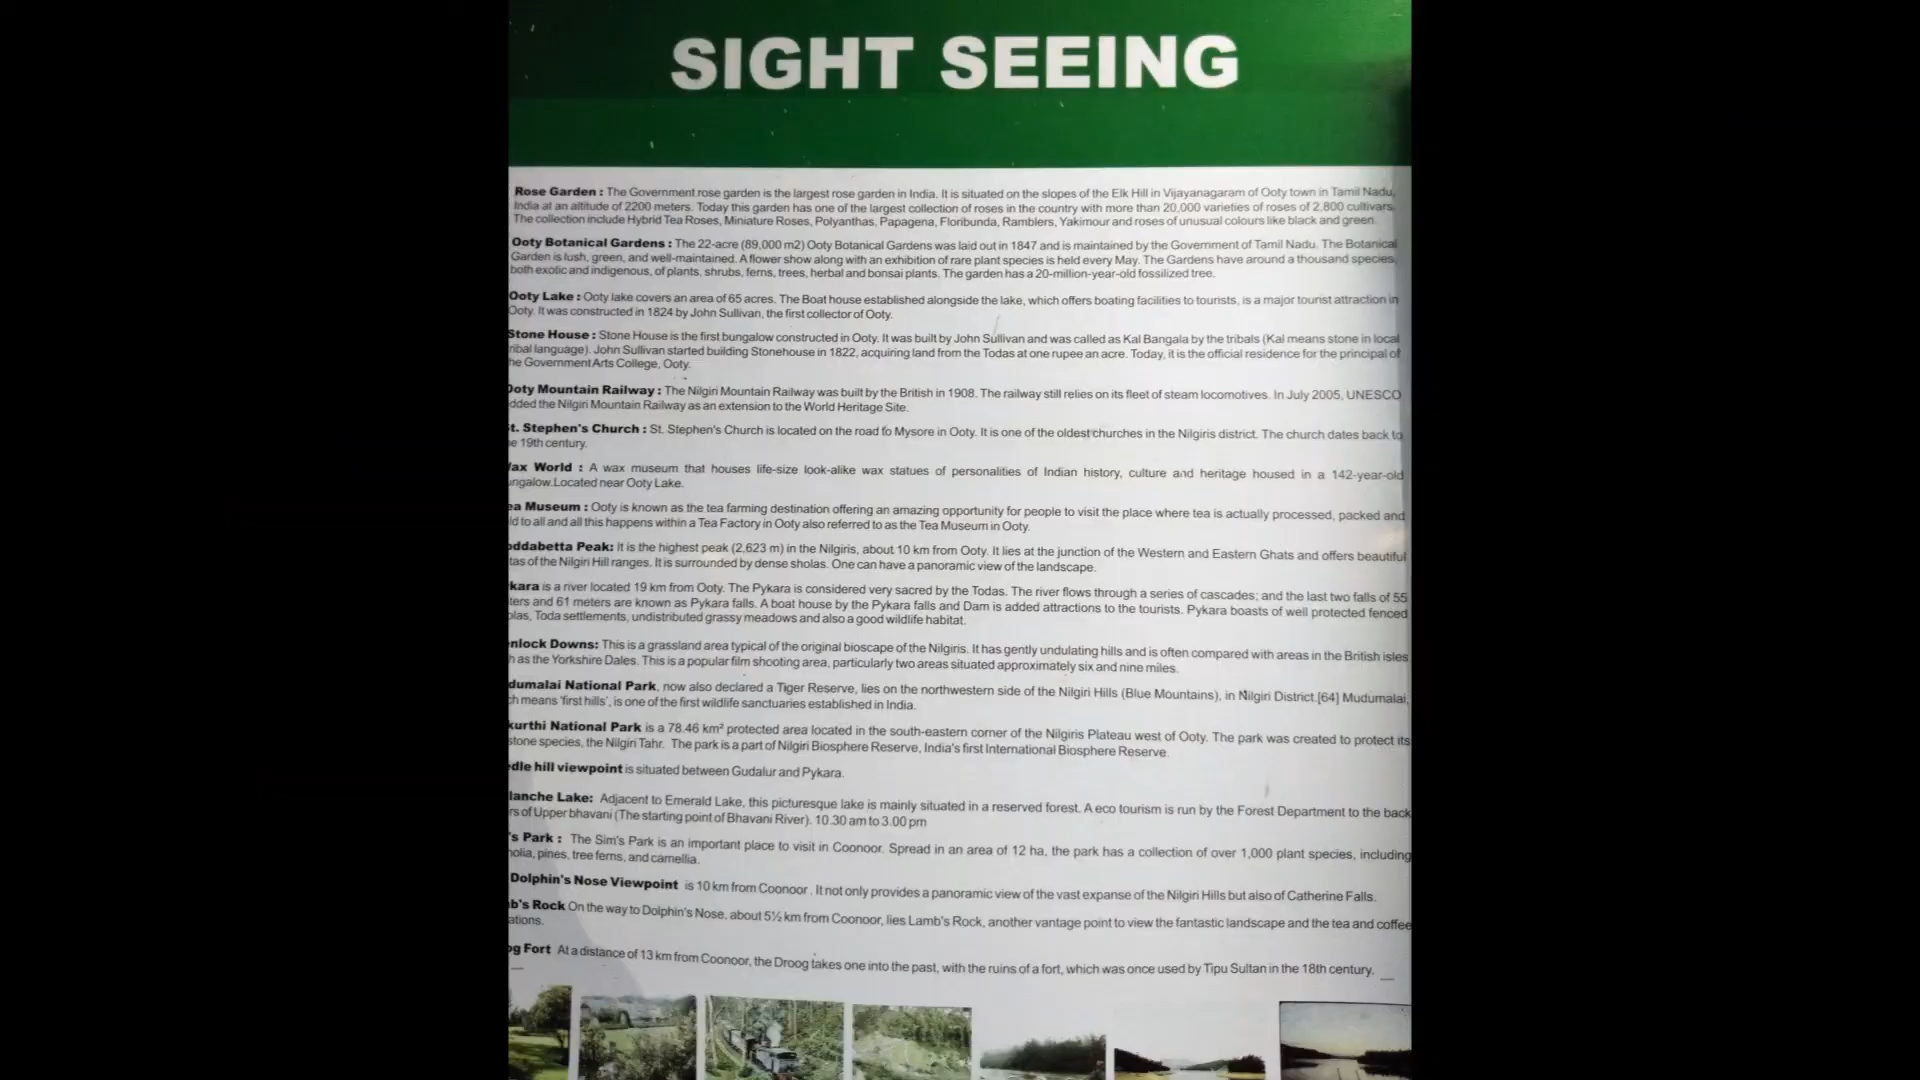 SIGHT SEEING
Rose Garden : The Government rose garden is the largest rose garden in India. It is situated on the slopes of the Elk Hill in Vijayanagaram of Ooty town in Tamil Nadu,
India at an altitude of 2200 meters. Today this garden has one of the largest collection of roses in the country with more than 20,000 varieties of roses of 2,800 cultivars.
The collection include Hybrid Tea Roses, Miniature Roses, Polyanthas, Papagena, Floribunda, Ramblers, Yakimour and roses of unusual colours like black and green.
Ooty Botanical Gardens : The 22-acre (89,000 m2) Ooty Botanical Gardens was laid out in 1847 and is maintained by the Government of Tamil Nadu. The Botanical
Garden is lush, green, and well-maintained. A flower show along with an exhibition of rare plant species is held every May. The Gardens have around a thousand species,
both exotic and indigenous, of plants, shrubs, ferns, trees, herbal and bonsai plants. The garden has a 20-million-year-old fossilized tree.
Ooty Lake : Ooty lake covers an area of 65 acres. The Boat house established alongside the lake, which offers boating facilities to tourists, is a major tourist attraction in
Ooty. It was constructed in 1824 by John Sullivan, the first collector of Ooty.
Stone House : Stone House is the first bungalow constructed in Ooty. It was built by John Sullivan and was called as Kal Bangala by the tribals (Kal means stone in local
ribal language). John Sullivan started building Stonehouse in 1822, acquiring land from the Todas at one rupee an acre. Today, it is the official residence for the principal of
he Government Arts College, Ooty.
Ooty Mountain Railway : The Nilgiri Mountain Railway was built by the British in 1908. The railway still relies on its fleet of steam locomotives. In July 2005, UNESCO
dded the Nilgiri Mountain Railway as an extension to the World Heritage Site.
t. Stephen's Church : St. Stephen's Church is located on the road to Mysore in Ooty. It is one of the oldest churches in the Nilgiris district. The church dates back to
e 19th century.
ax World : A wax museum that houses life-size look-alike wax statues of personalities of Indian history, culture and heritage housed in a 142-year-old
ungalow.Located near Ooty Lake.
ea Museum : Ooty is known as the tea farming destination offering an amazing opportunity for people to visit the place where tea is actually processed, packed and
ld to all and all this happens within a Tea Factory in Ooty also referred to as the Tea Museum in Ooty.
oddabetta Peak: It is the highest peak (2,623 m) in the Nilgiris, about 10 km from Ooty. It lies at the junction of the Western and Eastern Ghats and offers beautiful
tas of the Nilgiri Hill ranges. It is surrounded by dense sholas. One can have a panoramic view of the landscape.
kara is a river located 19 km from Ooty. The Pykara is considered very sacred by the Todas. The river flows through a series of cascades; and the last two falls of 55
ters and 61 meters are known as Pykara falls. A boat house by the Pykara falls and Dam is added attractions to the tourists. Pykara boasts of well protected fenced
olas, Toda settlements, undistributed grassy meadows and also a good wildlife habitat.
nlock Downs: This is a grassland area typical of the original bioscape of the Nilgiris. It has gently undulating hills and is often compared with areas in the British isles
h as the Yorkshire Dales. This is a popular film shooting area, particularly two areas situated approximately six and nine miles.
dumalai National Park, now also declared a Tiger Reserve, lies on the northwestern side of the Nilgiri Hills (Blue Mountains), in Nilgiri District.[64] Mudumalai,
ch means 'first hills', is one of the first wildlife sanctuaries established in India.
kurthi National Park is a 78.46 km² protected area located in the south-eastern corner of the Nilgiris Plateau west of Ooty. The park was created to protect its
stone species, the Nilgiri Tahr. The park is a part of Nilgiri Biosphere Reserve, India's first International Biosphere Reserve.
edle hill viewpoint is situated between Gudalur and Pykara.
lanche Lake: Adjacent to Emerald Lake, this picturesque lake is mainly situated in a reserved forest. A eco tourism is run by the Forest Department to the back
rs of Upper bhavani (The starting point of Bhavani River). 10.30 am to 3.00 pm
's Park : The Sim's Park is an important place to visit in Coonoor. Spread in an area of 12 ha, the park has a collection of over 1,000 plant species, including
nolia, pines, tree ferns, and camellia.
Dolphin's Nose Viewpoint is 10 km from Coonoor . It not only provides a panoramic view of the vast expanse of the Nilgiri Hills but also of Catherine Falls.
b's Rock On the way to Dolphin's Nose, about 5½ km from Coonoor, lies Lamb's Rock, another vantage point to view the fantastic landscape and the tea and coffee
ations.
og Fort At a distance of 13 km from Coonoor, the Droog takes one into the past, with the ruins of a fort, which was once used by Tipu Sultan in the 18th century.